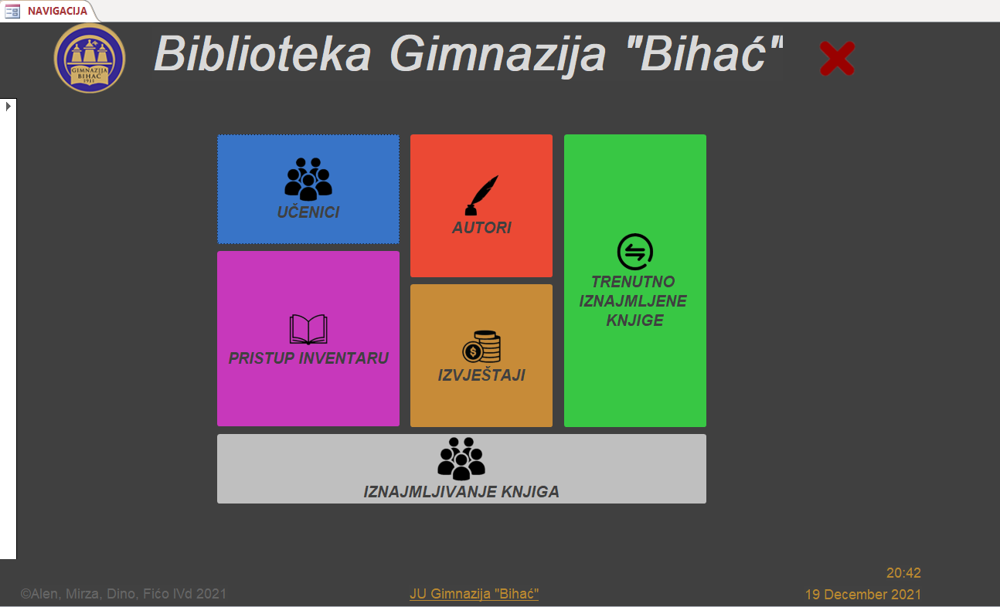 NAVIGACIJA
GIMNAZIJA
BIHAĆ
1911
Biblioteka Gimnazija "Bihać"
UČENICI
AUTORI
TRENUTNO
IZNAJMLJENE
KNJIGE
PRISTUP INVENTARU
IZVJEŠTAJI
IZNAJMLJIVANJE KNJIGA
20:42
©Alen, Mirza, Dino, Fićo IVd 2021
JU Gimnazija "Bihać"
19 December 2021